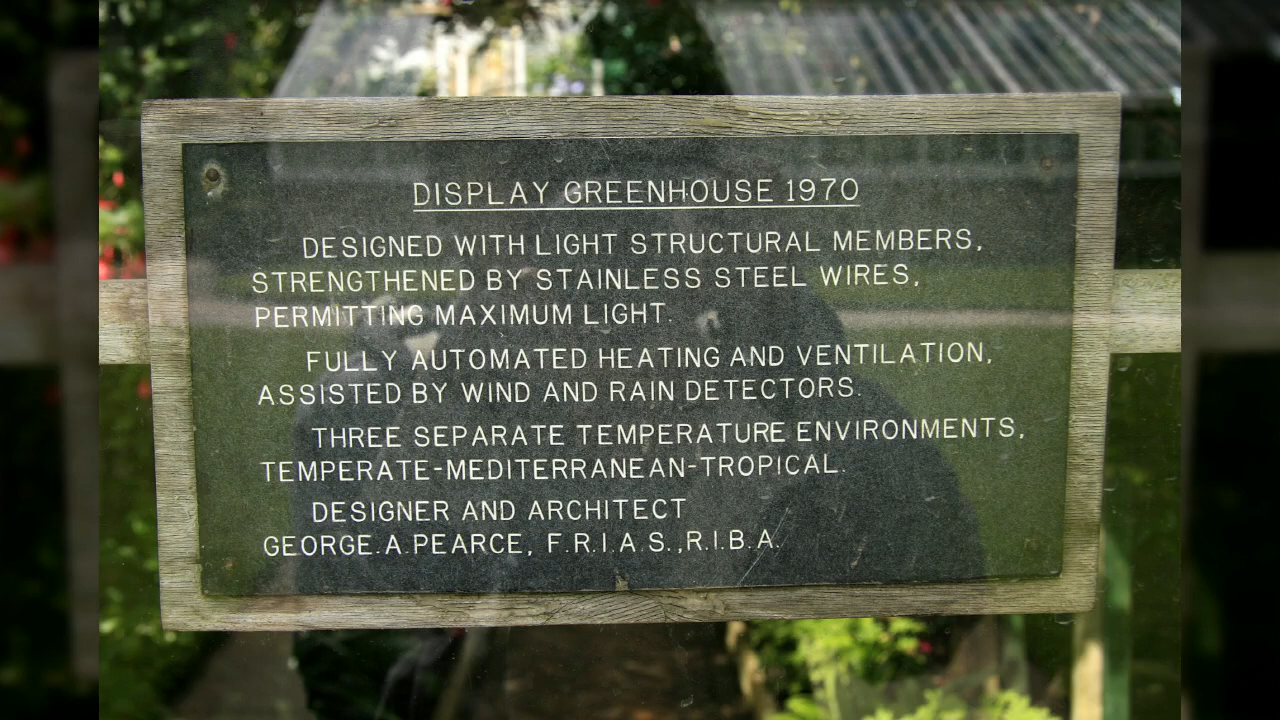 DISPLAY GREENHOUSE 1970
DESIGNED WITH LIGHT STRUCTURAL MEMBERS,
STRENGTHENED BY STAINLESS STEEL WIRES,
PERMITTING MAXIMUM LIGHT.
FULLY AUTOMATED HEATING AND VENTILATION,
ASSISTED BY WIND AND RAIN DETECTORS.
THREE SEPARATE TEMPERATURE ENVIRONMENTS,
TEMPERATE-MEDITERRANEAN-TROPICAL.
DESIGNER AND ARCHITECT
GEORGE.A.PEARCE, F.R.I.A.S.,R.I.B.A.